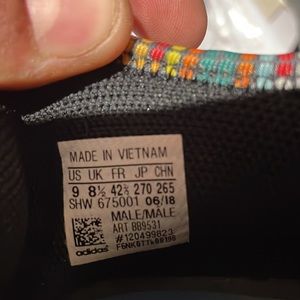 MADE IN VIETNAM
US UK FR JP CHN
9 8½ 42⅔ 270 265
SHW 675001 06/18
MALE/MALE
ART BB9531
#120499823
adidas